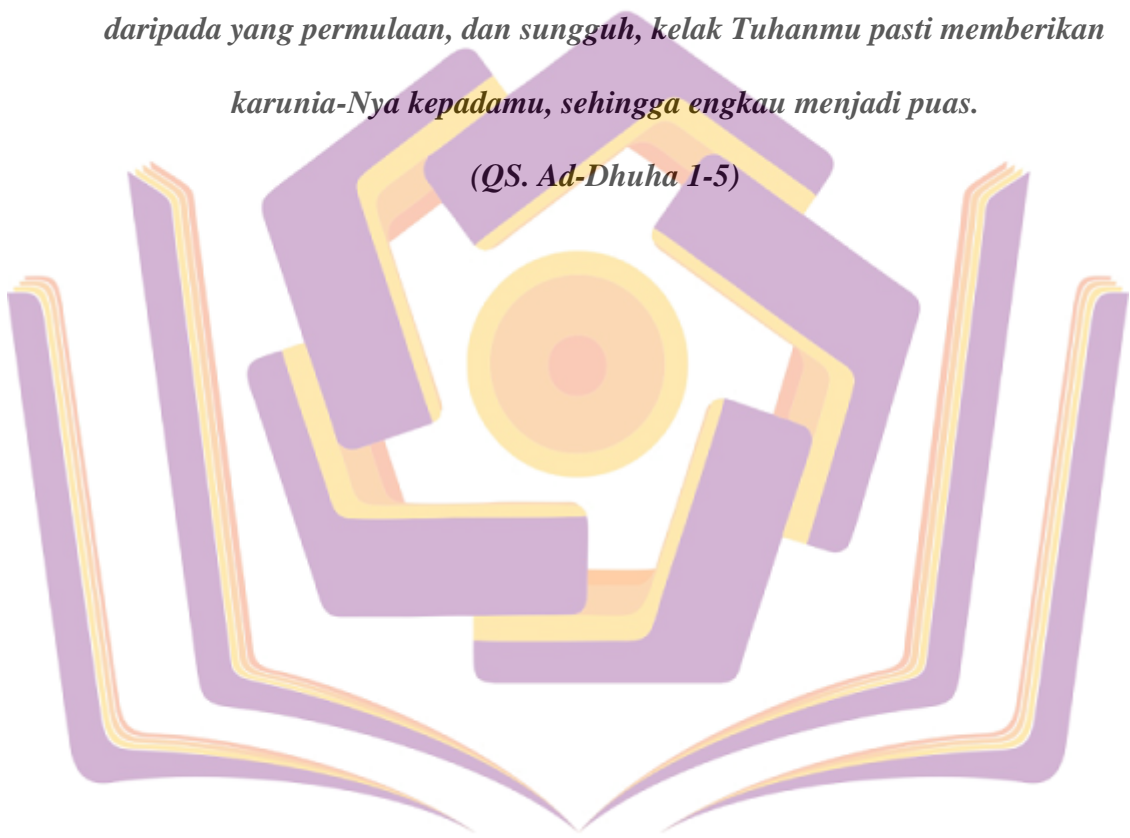 daripada yang permulaan, dan sungguh, kelak Tuhanmu pasti memberikan
karunia-Nya kepadamu, sehingga engkau menjadi puas.
(QS. Ad-Dhuha 1-5)